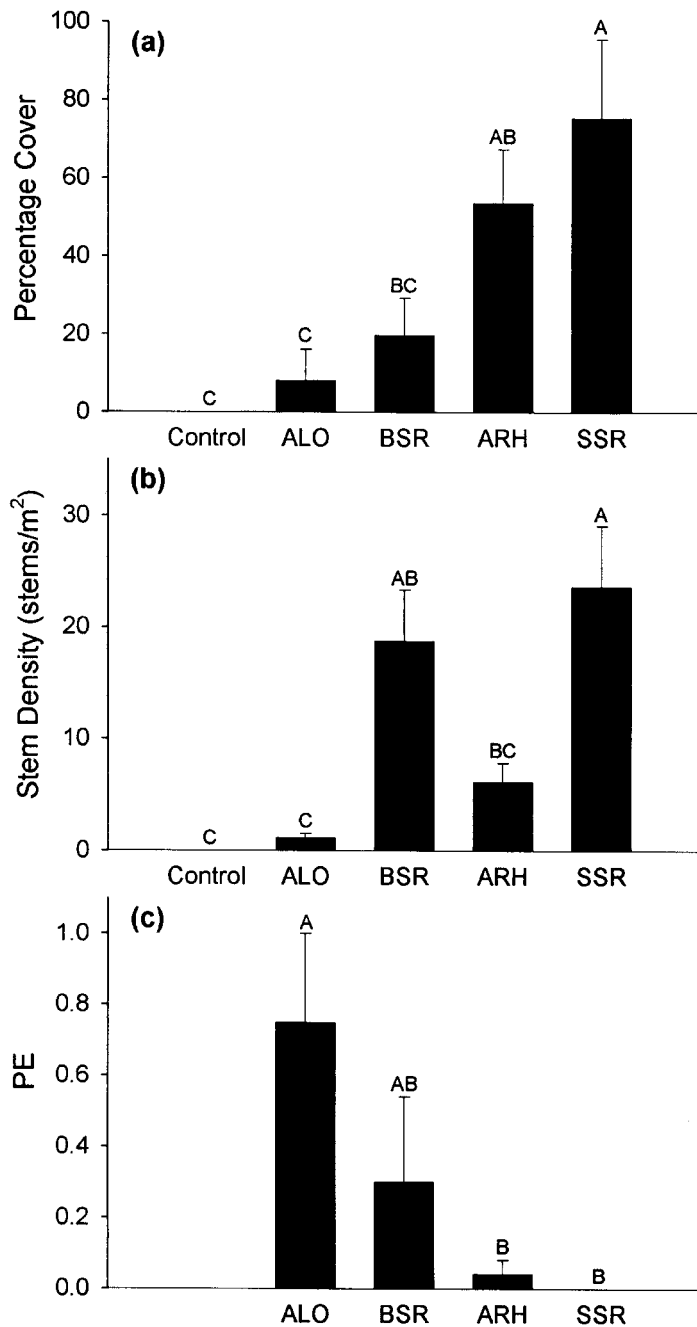 (a)
Percentage Cover
100
80
60
40
20
0
C
C
BC
AB
A
Control ALO BSR ARH SSR
(b)
Stem Density (stems/m²)
30
20
10
0
C
C
AB
BC
A
Control ALO BSR ARH SSR
(c)
PE
1.0
0.8
0.6
0.4
0.2
0.0
A
AB
B
B
ALO BSR ARH SSR